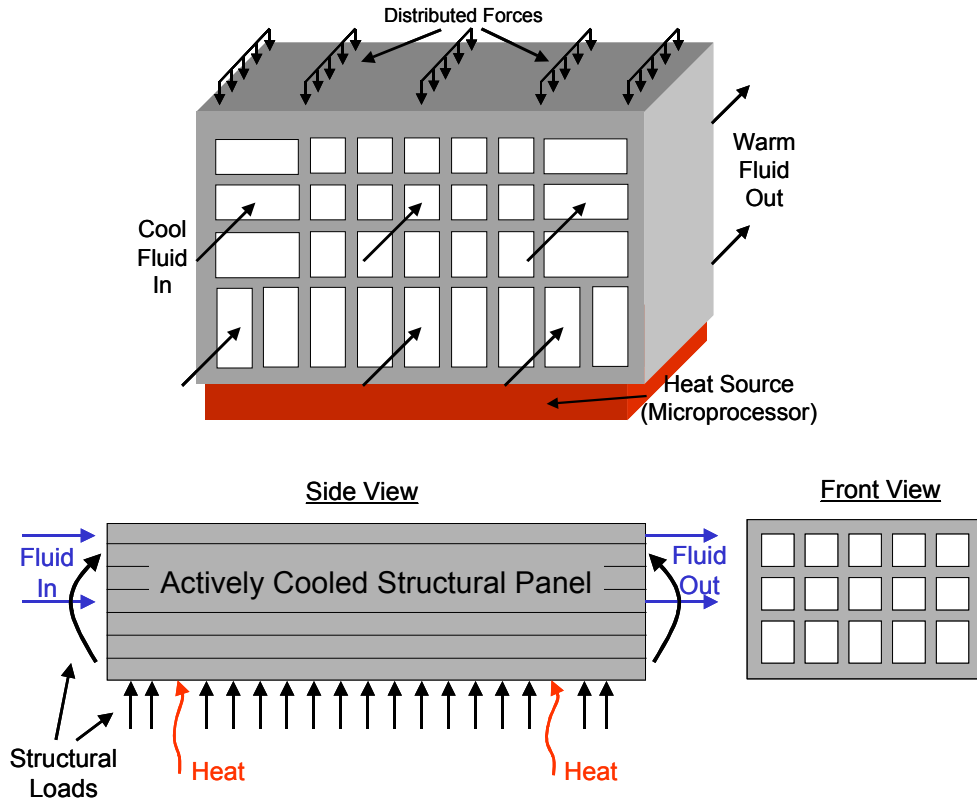 Distributed Forces
Warm
Fluid
Out
Cool
Fluid
In
Heat Source
(Microprocessor)
Side View
Front View
Fluid
In
Actively Cooled Structural Panel
Fluid
Out
Structural
Loads
Heat
Heat